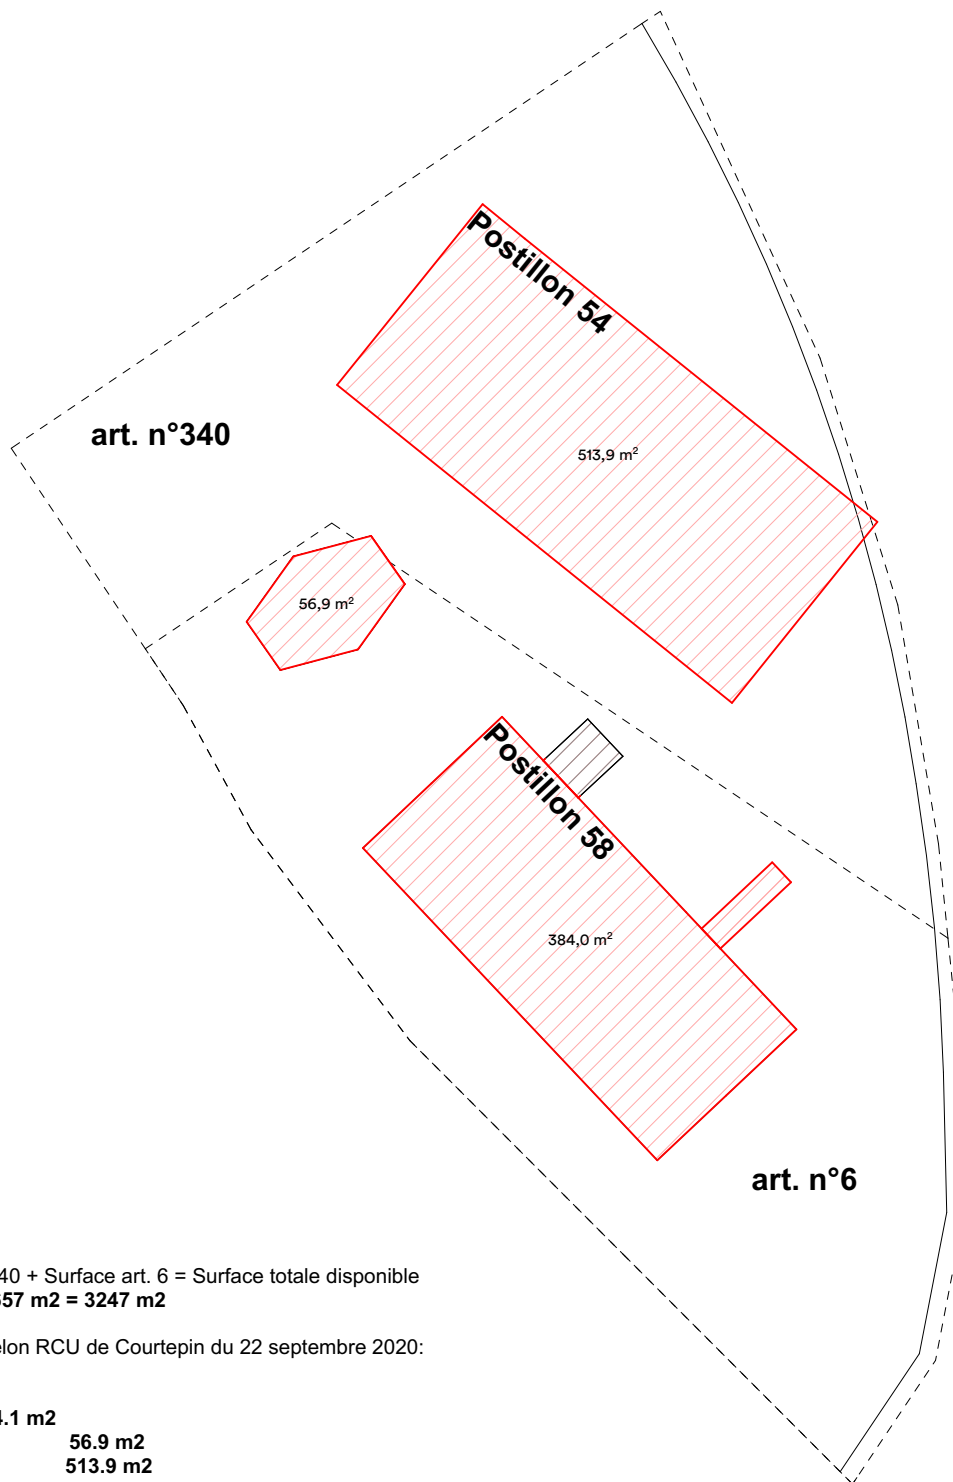 Postillon 54
art. n°340
513,9 m²
56,9 m²
Postillon 58
384,0 m²
art. n°6
40 + Surface art. 6 = Surface totale disponible
57 m2 = 3247 m2
elon RCU de Courtepin du 22 septembre 2020:
.1 m2
56.9 m2
513.9 m2